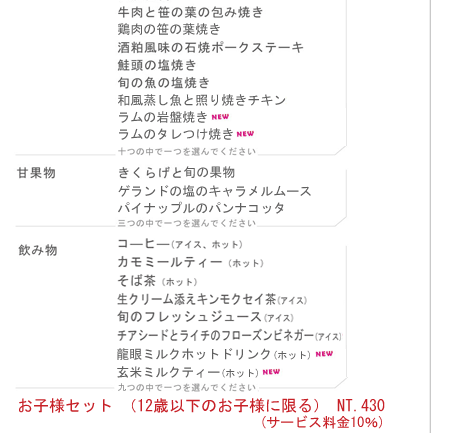 牛肉と笹の葉の包み焼き
鶏肉の笹の葉焼き
酒粕風味の石焼ポークステーキ
鮭頭の塩焼き
旬の魚の塩焼き
和風蒸し魚と照り焼きチキン
ラムの岩盤焼き NEW
ラムのタレつけ焼き NEW
十つの中で一つを選んでください
甘果物
きくらげと旬の果物
ゲランドの塩のキャラメルムース
パイナップルのパンナコッタ
三つの中で一つを選んでください
飲み物
コーヒー(アイス、ホット)
カモミールティー (ホット)
そば茶 (ホット)
生クリーム添えキンモクセイ茶(アイス)
旬のフレッシュジュース(アイス)
チアシードとライチのフローズンビネガー(アイス)
龍眼ミルクホットドリンク(ホット) NEW
玄米ミルクティー(ホット) NEW
九つの中で一つを選んでください
お子様セット (12歳以下のお子様に限る) NT.430
(サービス料金10%)